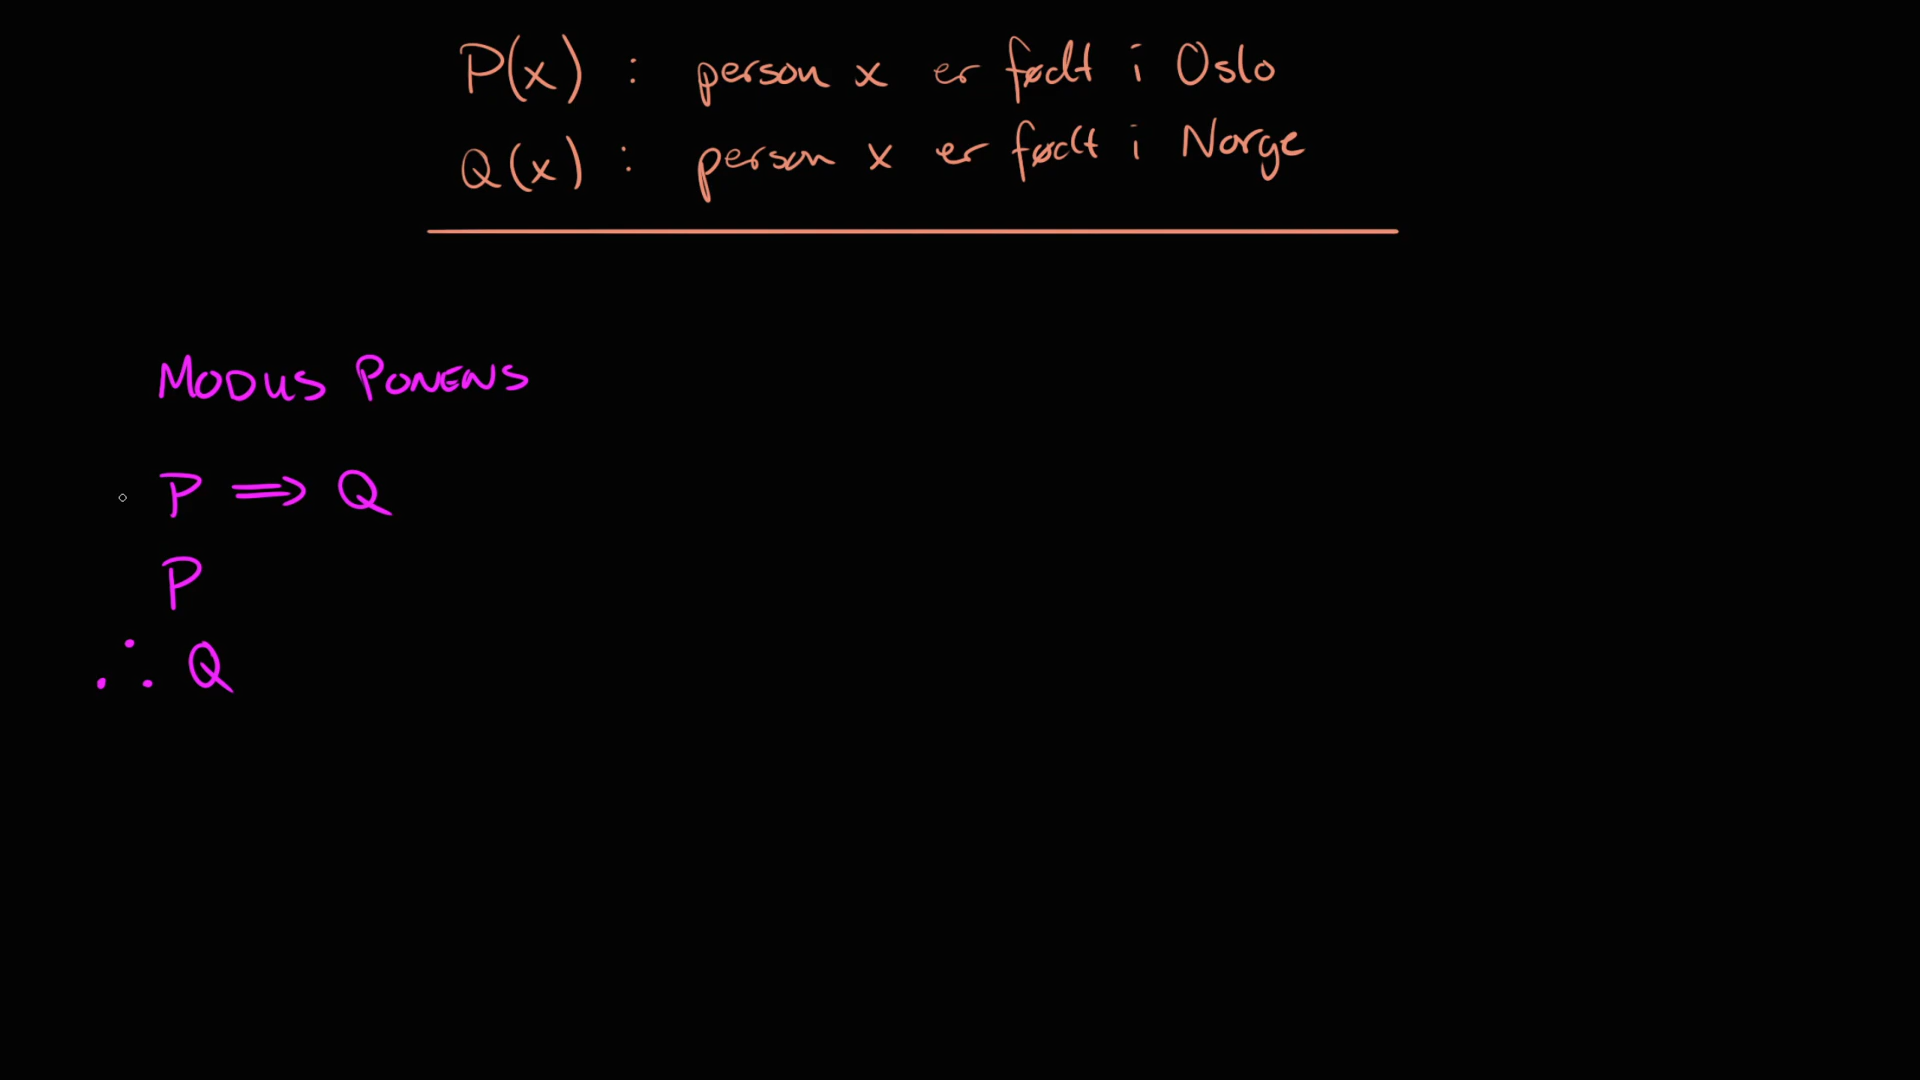 P(x) : person x er født i Oslo
Q(x) : person x er født i Norge
MODUS PONENS
P ⟹ Q
P
∴ Q